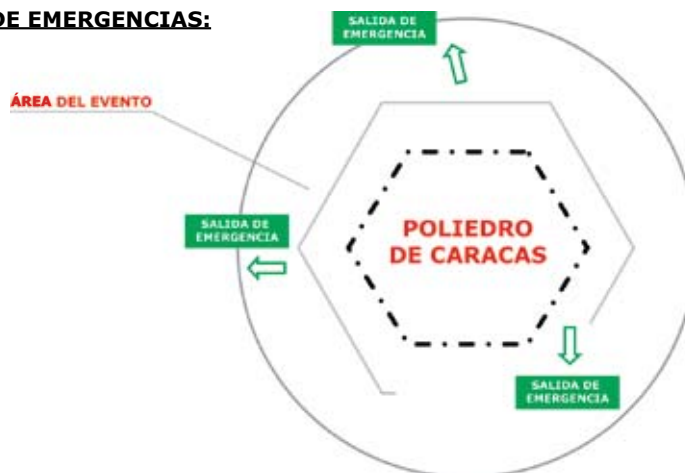 DE EMERGENCIAS:
SALIDA DE
EMERGENCIA
ÁREA DEL EVENTO
SALIDA DE
EMERGENCIA
POLIEDRO
DE CARACAS
SALIDA DE
EMERGENCIA